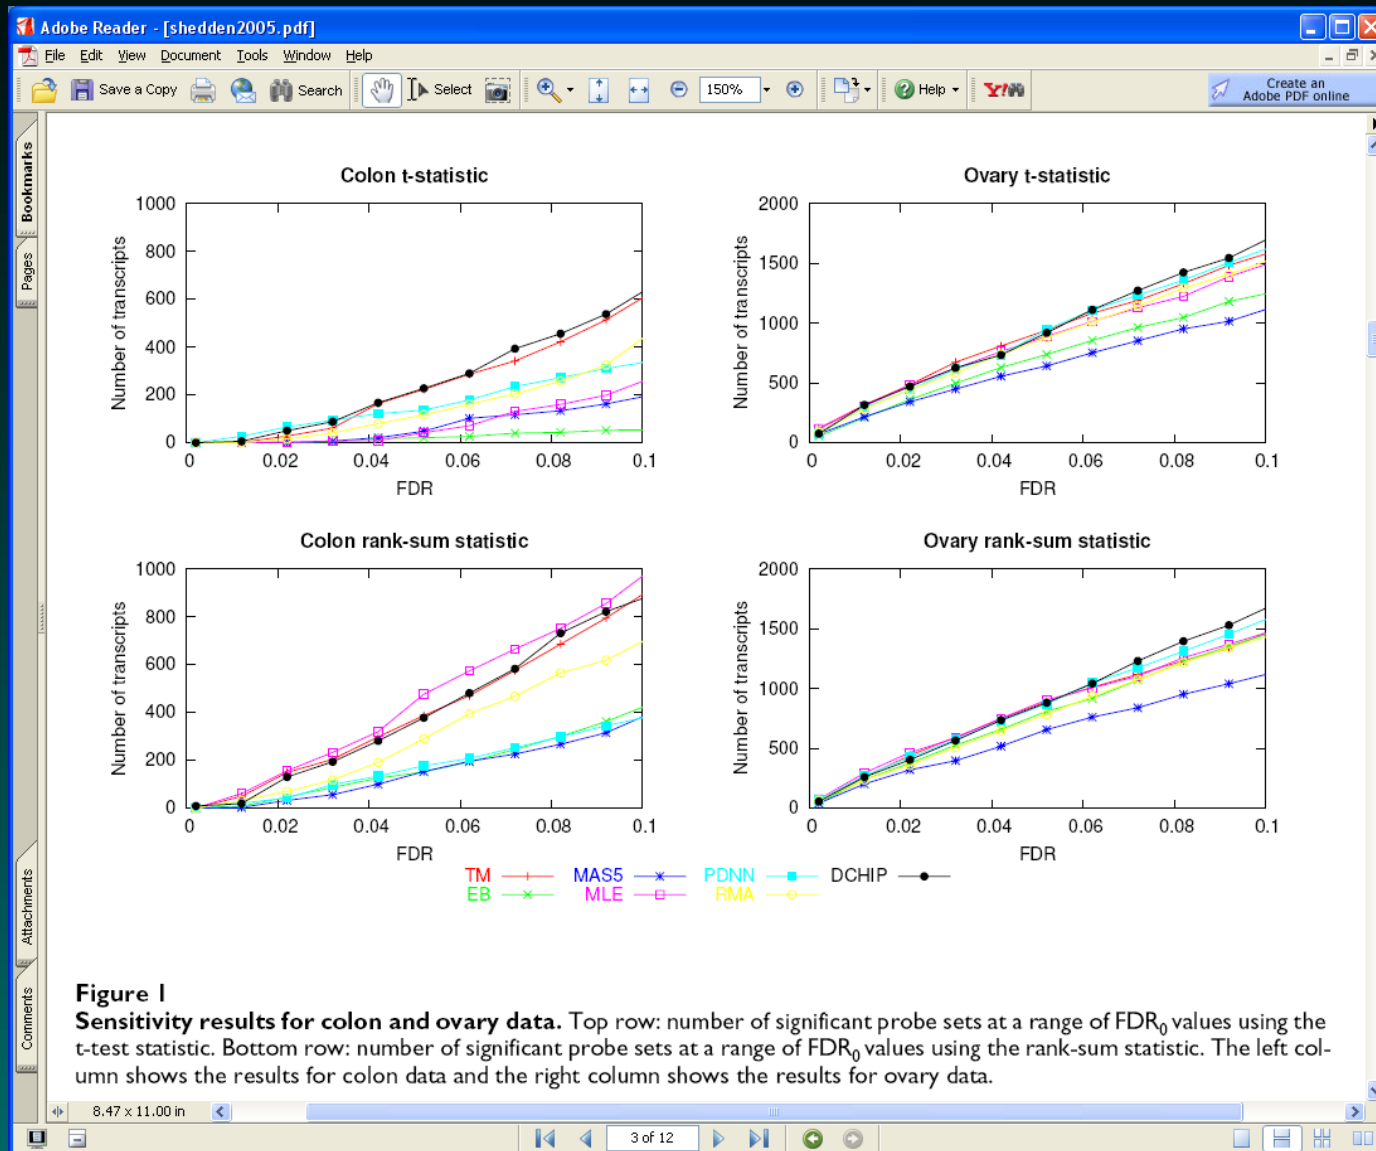 Adobe Reader - [shedden2005.pdf]
File Edit View Document Tools Window Help
Save a Copy Search Select 150% Help Y! Create an
Adobe PDF online
Bookmarks
Pages
Attachments
Comments
Colon t-statistic
Number of transcripts
1000
800
600
400
200
0
0 0.02 0.04 0.06 0.08 0.1
FDR
Ovary t-statistic
Number of transcripts
2000
1500
1000
500
0
0 0.02 0.04 0.06 0.08 0.1
FDR
Colon rank-sum statistic
Number of transcripts
1000
800
600
400
200
0
0 0.02 0.04 0.06 0.08 0.1
FDR
Ovary rank-sum statistic
Number of transcripts
2000
1500
1000
500
0
0 0.02 0.04 0.06 0.08 0.1
FDR
TM MAS5 PDNN DCHIP
EB MLE RMA
Figure 1
Sensitivity results for colon and ovary data. Top row: number of significant probe sets at a range of FDR₀ values using the
t-test statistic. Bottom row: number of significant probe sets at a range of FDR₀ values using the rank-sum statistic. The left col-
umn shows the results for colon data and the right column shows the results for ovary data.
8.47 x 11.00 in
3 of 12